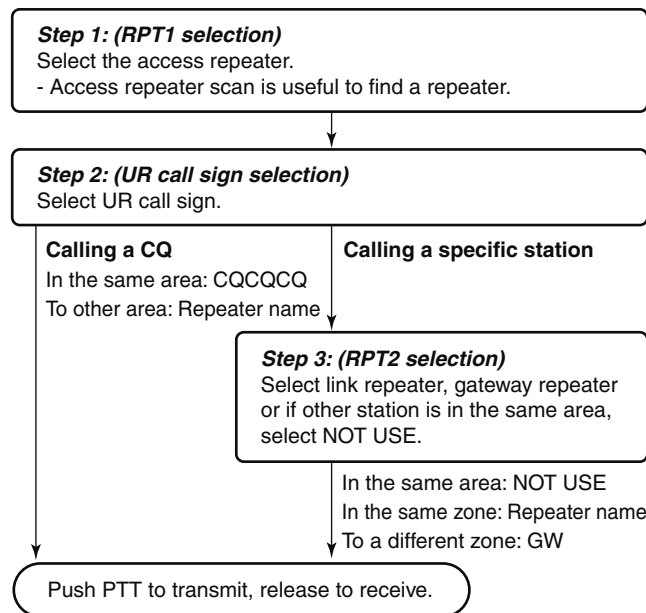 Step 1: (RPT1 selection)
Select the access repeater.
- Access repeater scan is useful to find a repeater.
Step 2: (UR call sign selection)
Select UR call sign.
Calling a CQ
In the same area: CQCQCQ
To other area: Repeater name
Calling a specific station
Step 3: (RPT2 selection)
Select link repeater, gateway repeater
or if other station is in the same area,
select NOT USE.
In the same area: NOT USE
In the same zone: Repeater name
To a different zone: GW
Push PTT to transmit, release to receive.